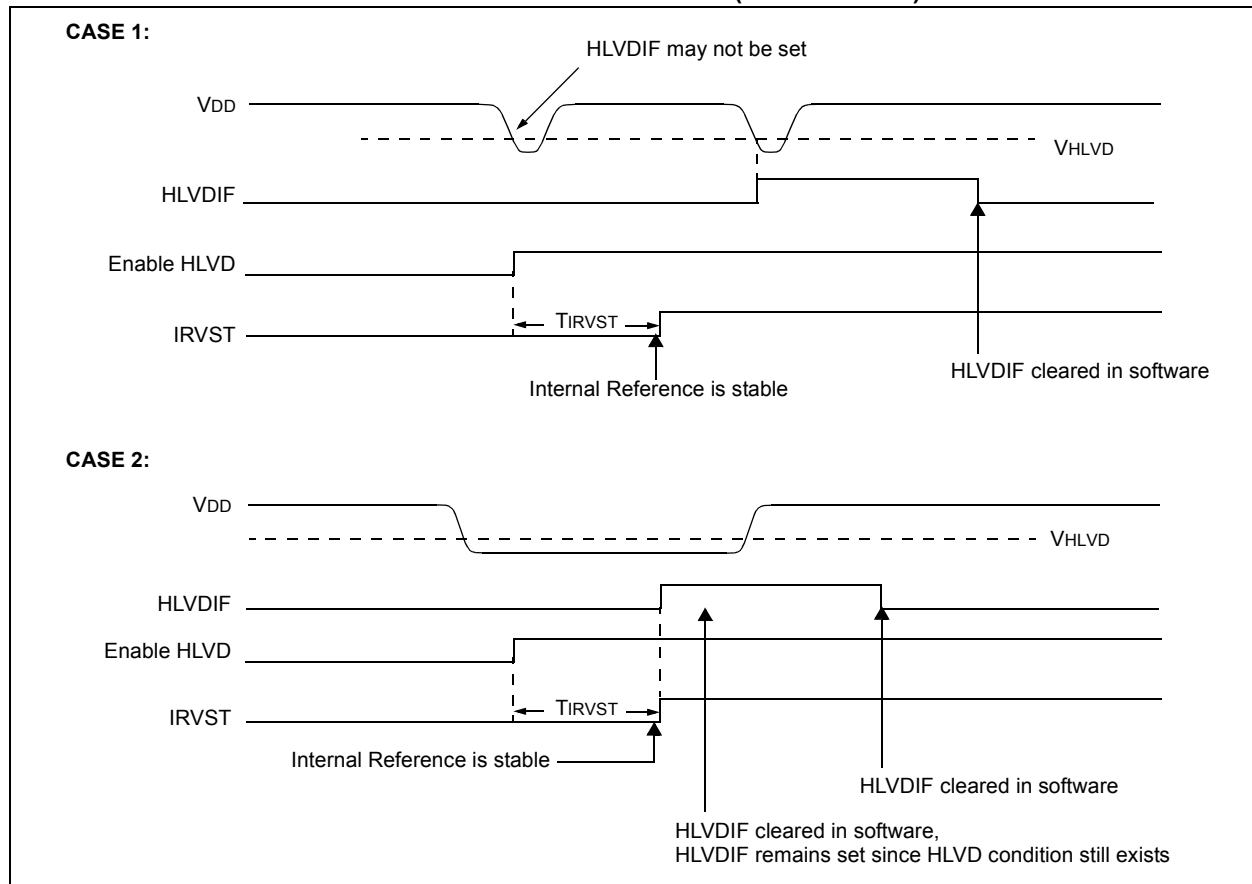 CASE 1:
HLVDIF may not be set
VDD
VHLVD
HLVDIF
Enable HLVD
TIRVST
IRVST
HLVDIF cleared in software
Internal Reference is stable
CASE 2:
VDD
VHLVD
HLVDIF
Enable HLVD
TIRVST
IRVST
Internal Reference is stable
HLVDIF cleared in software
HLVDIF cleared in software,
HLVDIF remains set since HLVD condition still exists